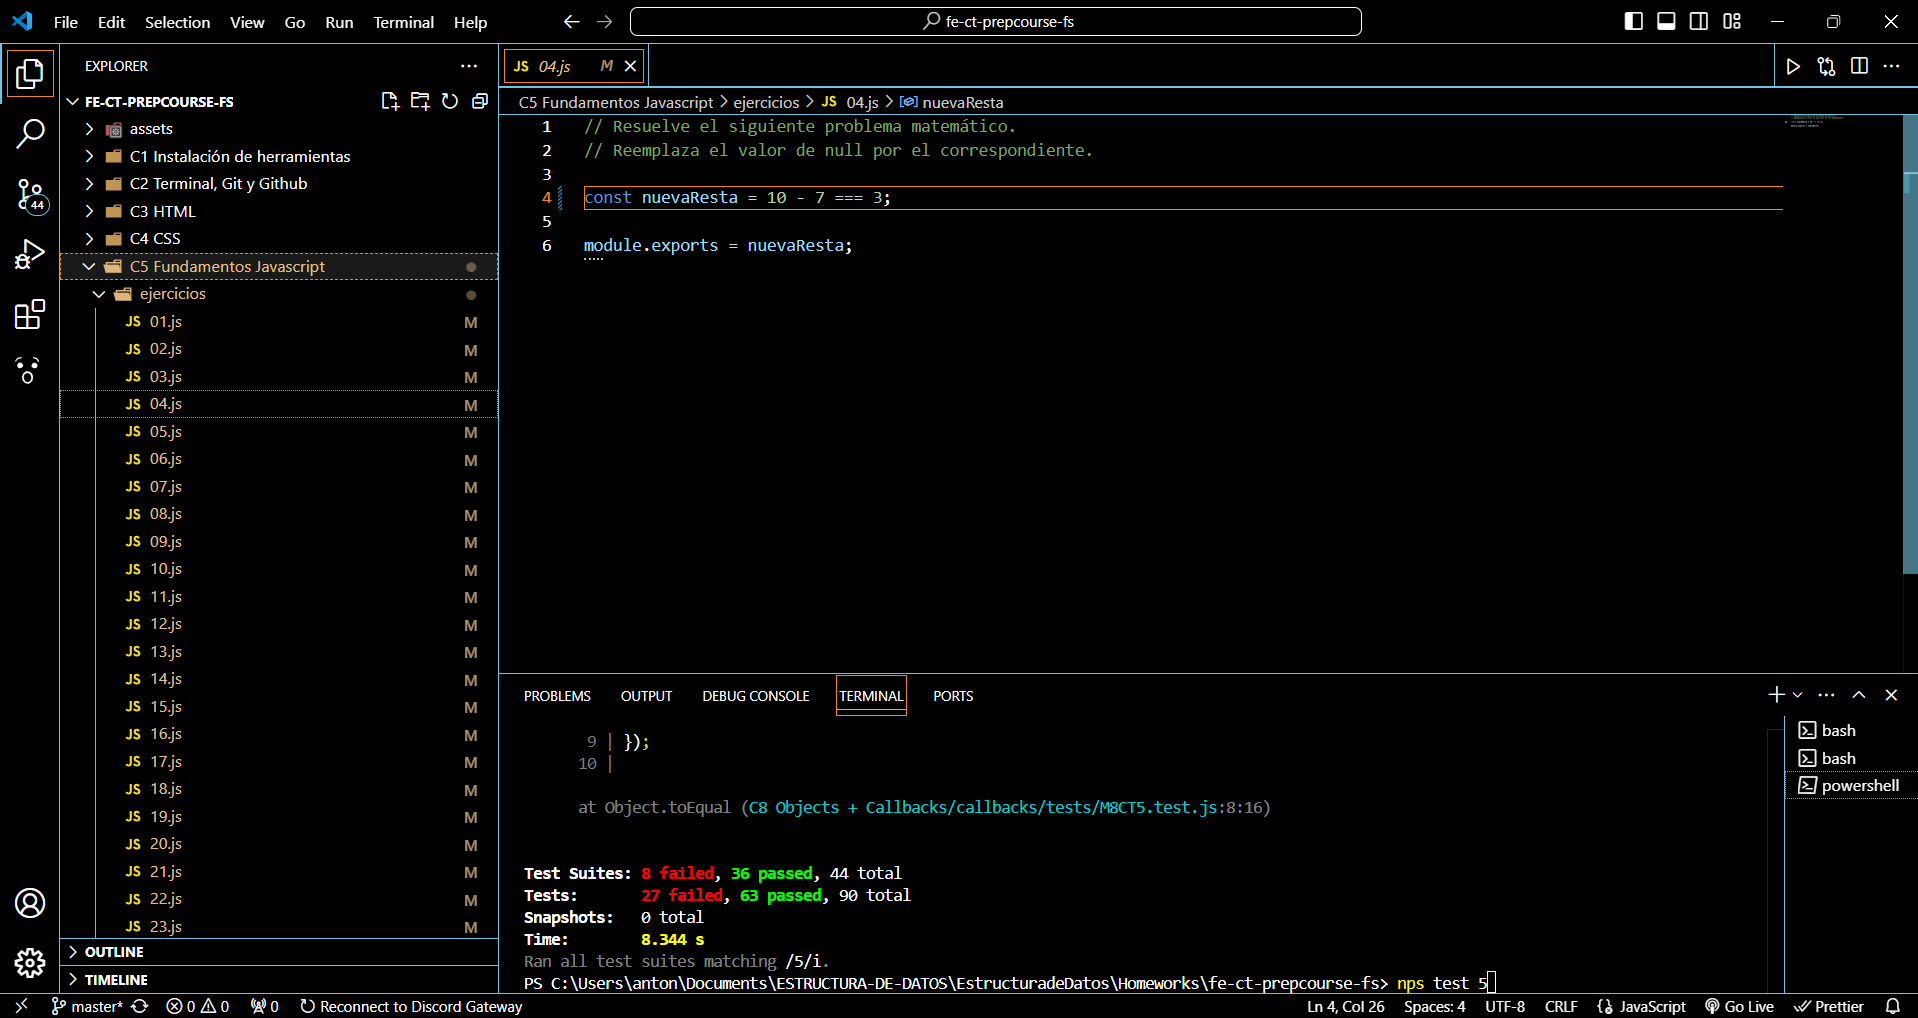 File Edit Selection View Go Run Terminal Help
fe-ct-prepcourse-fs
EXPLORER
FE-CT-PREPCOURSE-FS
assets
C1 Instalación de herramientas
C2 Terminal, Git y Github
C3 HTML
C4 CSS
C5 Fundamentos Javascript
ejercicios
JS 01.js M
JS 02.js M
JS 03.js M
JS 04.js M
JS 05.js M
JS 06.js M
JS 07.js M
JS 08.js M
JS 09.js M
JS 10.js M
JS 11.js M
JS 12.js M
JS 13.js M
JS 14.js M
JS 15.js M
JS 16.js M
JS 17.js M
JS 18.js M
JS 19.js M
JS 20.js M
JS 21.js M
JS 22.js M
JS 23.js M
OUTLINE
TIMELINE
44
JS 04.js M
C5 Fundamentos Javascript > ejercicios > JS 04.js > nuevaResta
1 // Resuelve el siguiente problema matemático.
2 // Reemplaza el valor de null por el correspondiente.
3
4 const nuevaResta = 10 - 7 === 3;
5
6 module.exports = nuevaResta;
PROBLEMS OUTPUT DEBUG CONSOLE TERMINAL PORTS
9 | });
10 |
at Object.toEqual (C8 Objects + Callbacks/callbacks/tests/M8CT5.test.js:8:16)
Test Suites: 8 failed, 36 passed, 44 total
Tests: 27 failed, 63 passed, 90 total
Snapshots: 0 total
Time: 8.344 s
Ran all test suites matching /5/i.
PS C:\Users\anton\Documents\ESTRUCTURA-DE-DATOS\EstructuradeDatos\Homeworks\fe-ct-prepcourse-fs> nps test 5
bash
bash
powershell
master* 0 0 0 Reconnect to Discord Gateway Ln 4, Col 26 Spaces: 4 UTF-8 CRLF {} JavaScript Go Live Prettier